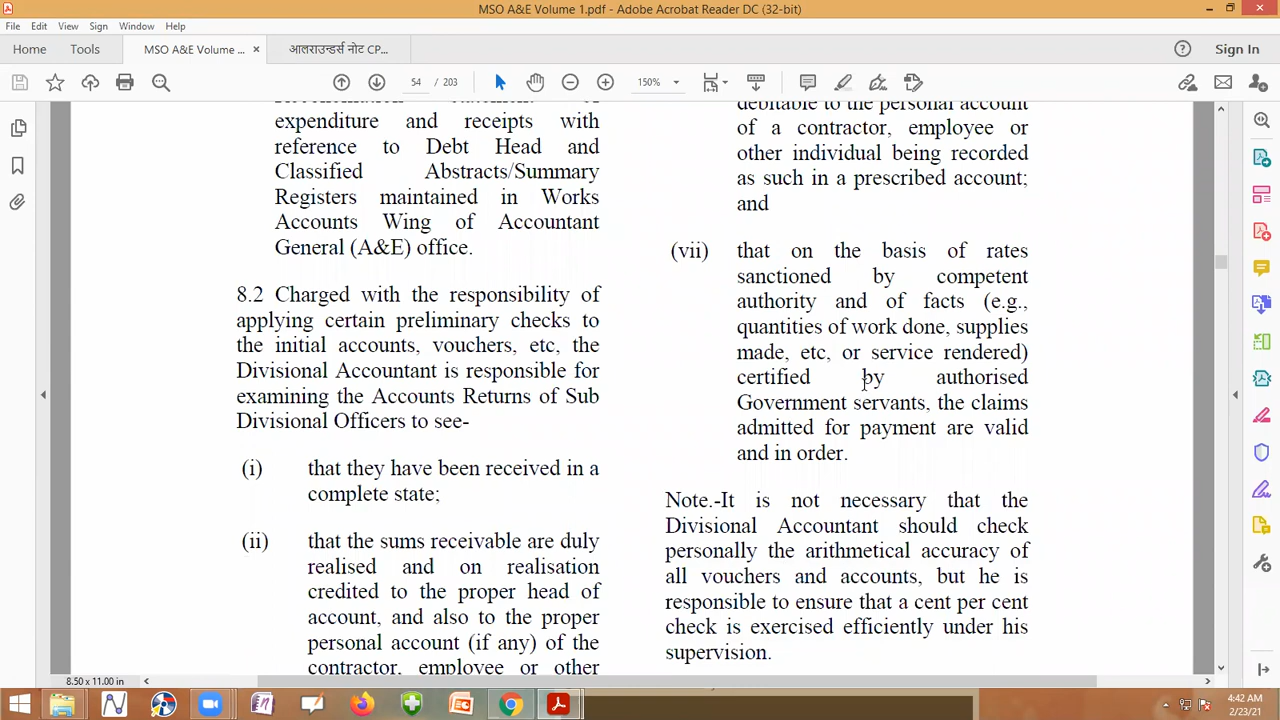 MSO A&E Volume 1.pdf - Adobe Acrobat Reader DC (32-bit)
File Edit View Sign Window Help
Home Tools MSO A&E Volume ... × आलराउन्डर्स नोट CP... Sign In
54 / 203 150%
expenditure and receipts with
reference to Debt Head and
Classified Abstracts/Summary
Registers maintained in Works
Accounts Wing of Accountant
General (A&E) office.
8.2 Charged with the responsibility of
applying certain preliminary checks to
the initial accounts, vouchers, etc, the
Divisional Accountant is responsible for
examining the Accounts Returns of Sub
Divisional Officers to see-
(i) that they have been received in a
complete state;
(ii) that the sums receivable are duly
realised and on realisation
credited to the proper head of
account, and also to the proper
personal account (if any) of the
contractor, employee or other
debitable to the personal account
of a contractor, employee or
other individual being recorded
as such in a prescribed account;
and
(vii) that on the basis of rates
sanctioned by competent
authority and of facts (e.g.,
quantities of work done, supplies
made, etc, or service rendered)
certified by authorised
Government servants, the claims
admitted for payment are valid
and in order.
Note.-It is not necessary that the
Divisional Accountant should check
personally the arithmetical accuracy of
all vouchers and accounts, but he is
responsible to ensure that a cent per cent
check is exercised efficiently under his
supervision.
8.50 x 11.00 in
4:42 AM
2/23/21